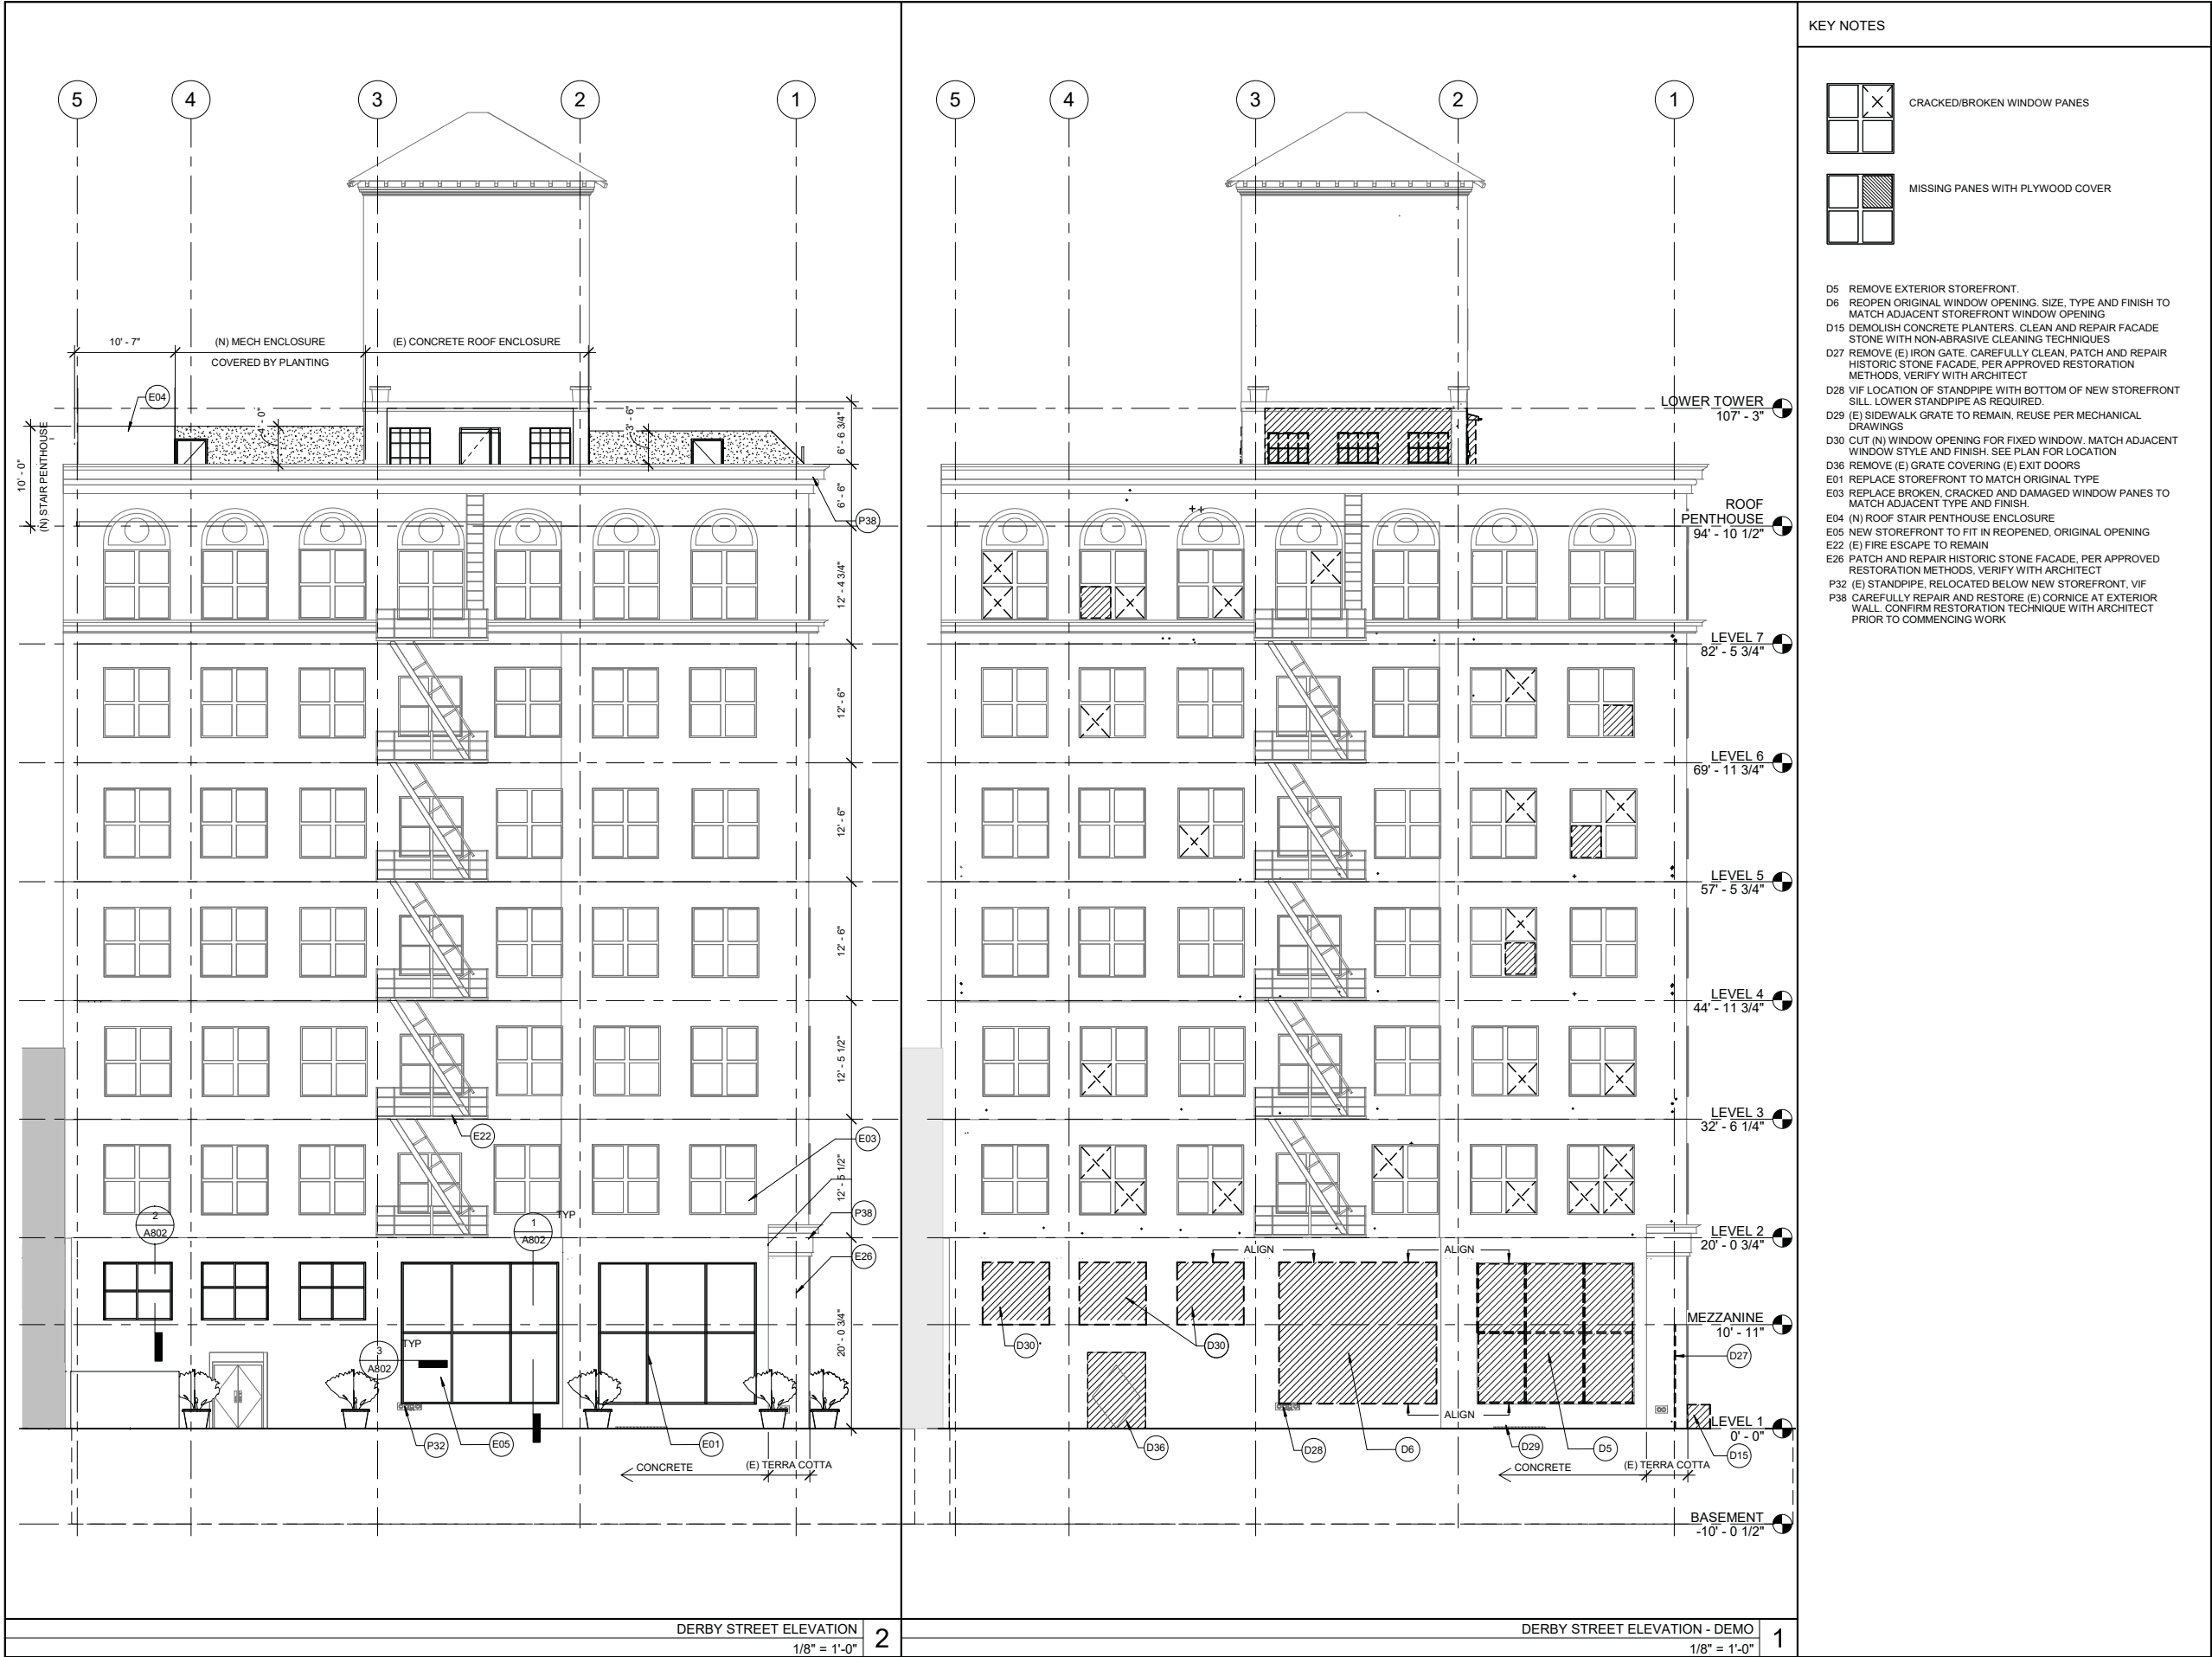 KEY NOTES
5
4
3
2
1
10' - 7"
(N) MECH ENCLOSURE
(E) CONCRETE ROOF ENCLOSURE
COVERED BY PLANTING
E04
4' - 0"
3' - 6"
6' - 6 3/4"
10' - 0"
(N) STAIR PENTHOUSE
6' - 6"
P38
12' - 4 3/4"
12' - 6"
12' - 6"
12' - 6"
12' - 5 1/2"
E22
E03
12' - 5 1/2"
2
A802
1
A802
TYP
P38
E26
3
A802
TYP
20' - 0 3/4"
P32
E05
E01
CONCRETE
(E) TERRA COTTA
DERBY STREET ELEVATION
1/8" = 1'-0"
2
5
4
3
2
1
LOWER TOWER
107' - 3"
ROOF
PENTHOUSE
94' - 10 1/2"
LEVEL 7
82' - 5 3/4"
LEVEL 6
69' - 11 3/4"
LEVEL 5
57' - 5 3/4"
LEVEL 4
44' - 11 3/4"
LEVEL 3
32' - 6 1/4"
LEVEL 2
20' - 0 3/4"
ALIGN
ALIGN
MEZZANINE
10' - 11"
D30
D30
D27
ALIGN
LEVEL 1
0' - 0"
D36
D28
D6
D29
D5
D15
CONCRETE
(E) TERRA COTTA
BASEMENT
-10' - 0 1/2"
DERBY STREET ELEVATION - DEMO
1/8" = 1'-0"
1
CRACKED/BROKEN WINDOW PANES
MISSING PANES WITH PLYWOOD COVER
D5 REMOVE EXTERIOR STOREFRONT.
D6 REOPEN ORIGINAL WINDOW OPENING. SIZE, TYPE AND FINISH TO
MATCH ADJACENT STOREFRONT WINDOW OPENING
D15 DEMOLISH CONCRETE PLANTERS. CLEAN AND REPAIR FACADE
STONE WITH NON-ABRASIVE CLEANING TECHNIQUES
D27 REMOVE (E) IRON GATE. CAREFULLY CLEAN, PATCH AND REPAIR
HISTORIC STONE FACADE, PER APPROVED RESTORATION
METHODS, VERIFY WITH ARCHITECT
D28 VIF LOCATION OF STANDPIPE WITH BOTTOM OF NEW STOREFRONT
SILL. LOWER STANDPIPE AS REQUIRED.
D29 (E) SIDEWALK GRATE TO REMAIN, REUSE PER MECHANICAL
DRAWINGS
D30 CUT (N) WINDOW OPENING FOR FIXED WINDOW. MATCH ADJACENT
WINDOW STYLE AND FINISH. SEE PLAN FOR LOCATION
D36 REMOVE (E) GRATE COVERING (E) EXIT DOORS
E01 REPLACE STOREFRONT TO MATCH ORIGINAL TYPE
E03 REPLACE BROKEN, CRACKED AND DAMAGED WINDOW PANES TO
MATCH ADJACENT TYPE AND FINISH.
E04 (N) ROOF STAIR PENTHOUSE ENCLOSURE
E05 NEW STOREFRONT TO FIT IN REOPENED, ORIGINAL OPENING
E22 (E) FIRE ESCAPE TO REMAIN
E26 PATCH AND REPAIR HISTORIC STONE FACADE, PER APPROVED
RESTORATION METHODS, VERIFY WITH ARCHITECT
P32 (E) STANDPIPE, RELOCATED BELOW NEW STOREFRONT, VIF
P38 CAREFULLY REPAIR AND RESTORE (E) CORNICE AT EXTERIOR
WALL. CONFIRM RESTORATION TECHNIQUE WITH ARCHITECT
PRIOR TO COMMENCING WORK